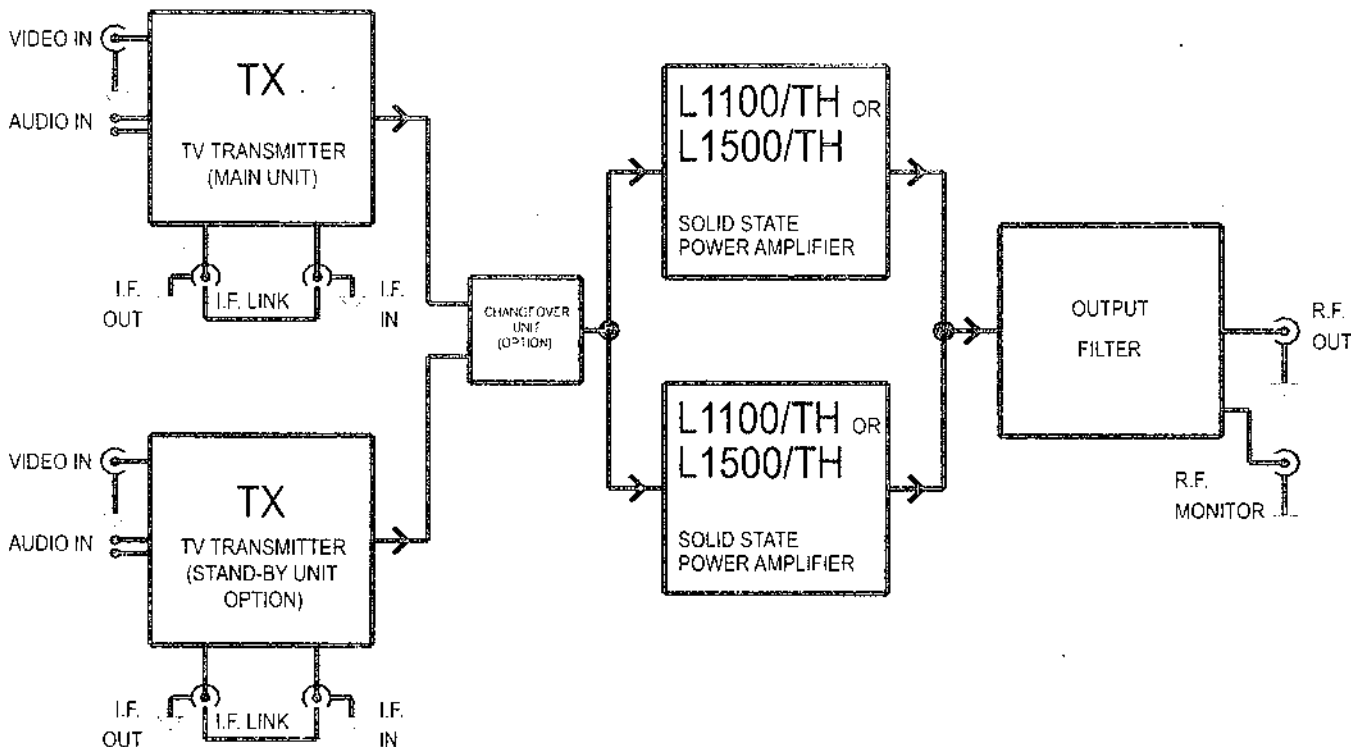 VIDEO IN
AUDIO IN
TX
TV TRANSMITTER
(MAIN UNIT)
I.F.
OUT
I.F. LINK
I.F.
IN
CHANGEOVER
UNIT
(OPTION)
VIDEO IN
AUDIO IN
TX
TV TRANSMITTER
(STAND-BY UNIT
OPTION)
I.F.
OUT
I.F. LINK
I.F.
IN
L1100/TH OR
L1500/TH
SOLID STATE
POWER AMPLIFIER
L1100/TH OR
L1500/TH
SOLID STATE
POWER AMPLIFIER
OUTPUT
FILTER
R.F.
OUT
R.F.
MONITOR